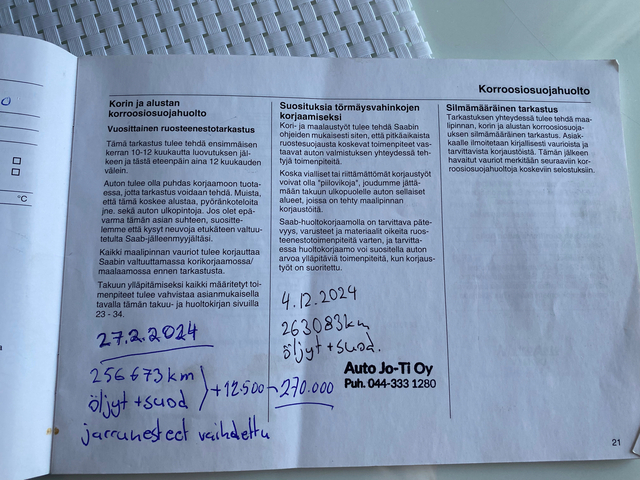 °C
Korroosiosuojahuolto
Korin ja alustan
korroosiosuojahuolto
Vuosittainen ruosteenestotarkastus
Tämä tarkastus tulee tehdä ensimmäisen
kerran 10-12 kuukautta luovutuksen jäl-
keen ja tästä eteenpäin aina 12 kuukauden
välein.
Auton tulee olla puhdas korjaamoon tuota-
essa, jotta tarkastus voidaan tehdä. Muista,
että tämä koskee alustaa, pyöränkoteloita
jne. sekä auton ulkopintoja. Jos olet epä-
varma tämän asian suhteen, suositte-
lemme että kysyt neuvoja etukäteen valtuu-
tetulta Saab-jälleenmyyjältäsi.
Kaikki maalipinnan vauriot tulee korjauttaa
Saabin valtuuttamassa korikorjaamossa/
maalaamossa ennen tarkastusta.
Takuun ylläpitämiseksi kaikki määritetyt toi-
menpiteet tulee vahvistaa asianmukaisella
tavalla tämän takuu- ja huoltokirjan sivuilla
23 - 34.
27.2.2024
256673km
öljyt +suod
+12.500
270.000
jarrunesteet vaihdettu
Suosituksia törmäysvahinkojen
korjaamiseksi
Kori- ja maalaustyöt tulee tehdä Saabin
ohjeiden mukaisesti siten, että pitkäaikaista
ruostesuojausta koskevat toimenpiteet vas-
taavat auton valmistuksen yhteydessä teh-
tyjä toimenpiteitä.
Koska vialliset tai riittämättömät korjaustyöt
voivat olla "piilovikoja", joudumme jättä-
mään takuun ulkopuolelle auton sellaiset
alueet, joissa on tehty maalipinnan
korjaustöitä.
Saab-huoltokorjaamolla on tarvittava päte-
vyys, varusteet ja materiaalit oikeita ruos-
teenestotoimenpiteitä varten, ja tarvitta-
essa huoltokorjaamo voi suositella auton
arvoa ylläpitäviä toimenpiteitä, kun korjaus-
työt on suoritettu.
4.12.2024
263083km
öljyt +suod.
Auto Jo-Ti Oy
Puh. 044-333 1280
Silmämääräinen tarkastus
Tarkastuksen yhteydessä tulee tehdä maa-
lipinnan, korin ja alustan korroosiosuoja-
uksen silmämääräinen tarkastus. Asiak-
kaalle ilmoitetaan kirjallisesti vaurioista ja
tarvittavista korjaustöistä. Tämän jälkeen
havaitut vauriot merkitään seuraaviin kor-
roosiosuojahuoltoja koskeviin selostuksiin.
21